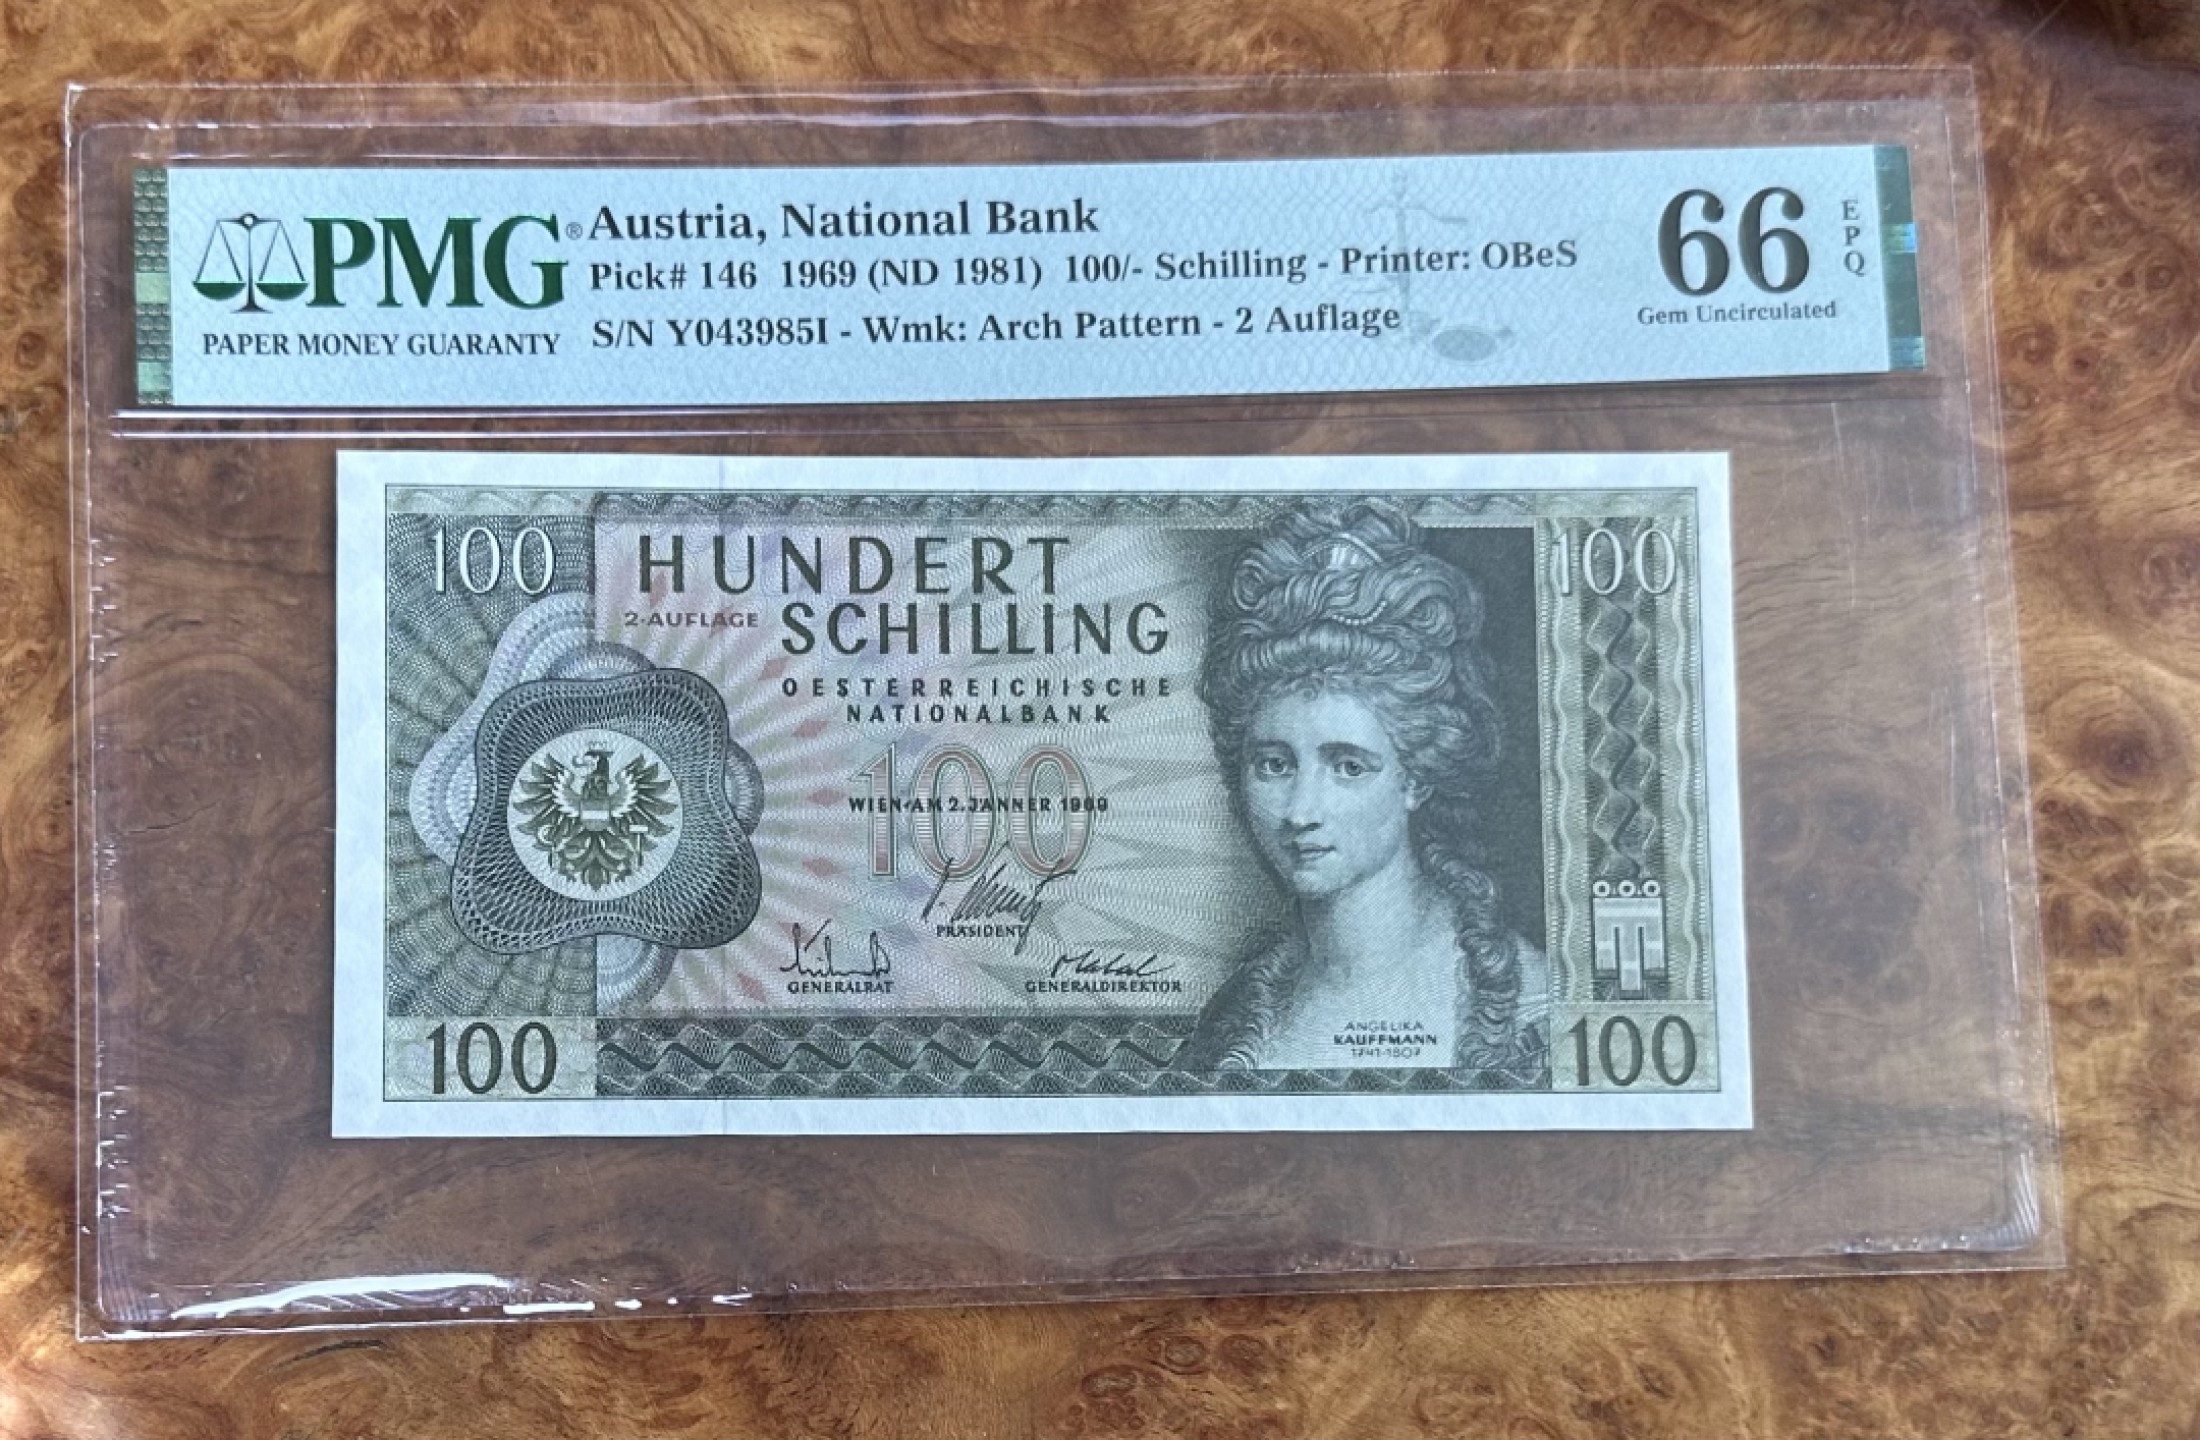 PMG®
PAPER MONEY GUARANTY
Austria, National Bank
Pick# 146 1969 (ND 1981) 100/- Schilling - Printer: OBeS
S/N Y043985I - Wmk: Arch Pattern - 2 Auflage
66
EPQ
Gem Uncirculated
100
HUNDERT
100
2·AUFLAGE
SCHILLING
OESTERREICHISCHE
NATIONALBANK
100
WIEN·AM 2.JÄNNER 1969
PRÄSIDENT
GENERALRAT
GENERALDIREKTOR
ANGELIKA
KAUFFMANN
1741-1807
100
100